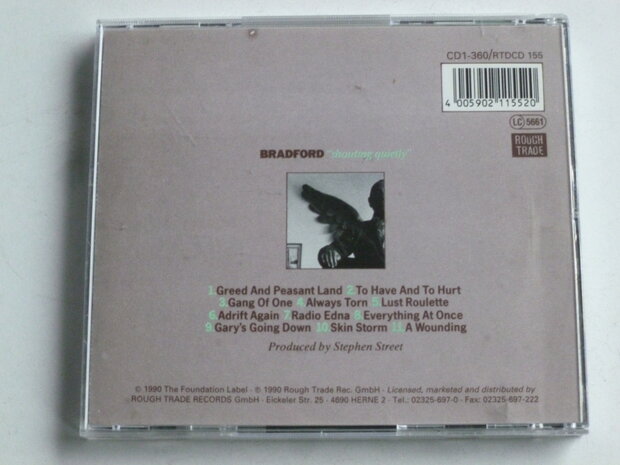 CD1-360/RTDCD 155
4 005902 115520
LC 5661
ROUGH
TRADE
BRADFORD "shouting quietly"
1 Greed And Peasant Land 2 To Have And To Hurt
3 Gang Of One 4 Always Torn 5 Lust Roulette
6 Adrift Again 7 Radio Edna 8 Everything At Once
9 Gary's Going Down 10 Skin Storm 11 A Wounding
Produced by Stephen Street
© 1990 The Foundation Label · ℗ 1990 Rough Trade Rec. GmbH · Licensed, marketed and distributed by
ROUGH TRADE RECORDS GmbH · Eickeler Str. 25 · 4690 HERNE 2 · Tel.: 02325-697-0 · Fax: 02325-697-222